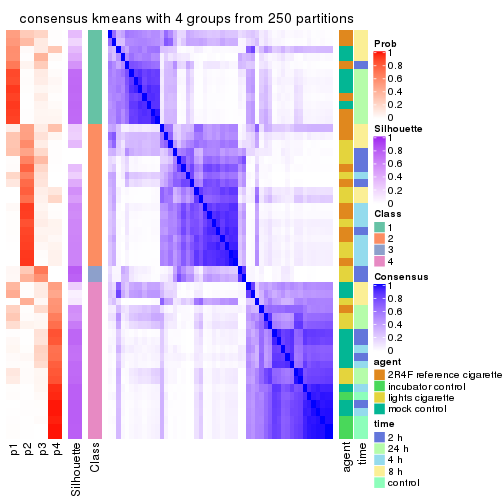 consensus kmeans with 4 groups from 250 partitions
Prob
1
0.8
0.6
0.4
0.2
0
Silhouette
1
0.8
0.6
0.4
0.2
0
Class
1
2
3
4
Consensus
1
0.8
0.6
0.4
0.2
0
agent
2R4F reference cigarette
incubator control
lights cigarette
mock control
time
2 h
24 h
4 h
8 h
control
p1
p2
p3
p4
Silhouette
Class
agent
time